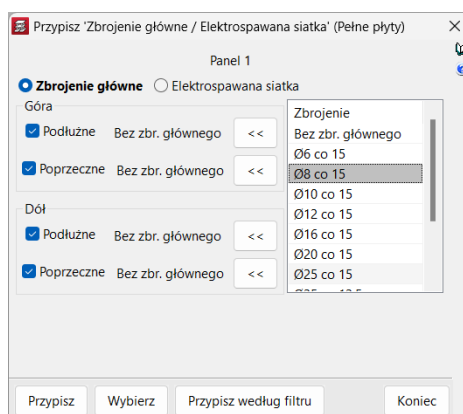 Przypisz 'Zbrojenie główne / Elektrospawana siatka' (Pełne płyty)
Panel 1
Zbrojenie główne Elektrospawana siatka
Góra
Podłużne Bez zbr. głównego <<
Poprzeczne Bez zbr. głównego <<
Dół
Podłużne Bez zbr. głównego <<
Poprzeczne Bez zbr. głównego <<
Zbrojenie
Bez zbr. głównego
Ø6 co 15
Ø8 co 15
Ø10 co 15
Ø12 co 15
Ø16 co 15
Ø20 co 15
Ø25 co 15
Przypisz Wybierz Przypisz według filtru Koniec